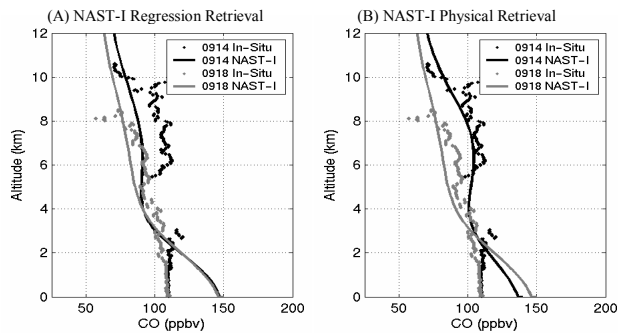 (A) NAST-I Regression Retrieval
(B) NAST-I Physical Retrieval
12
10
8
6
4
2
0
Altitude (km)
0914 In-Situ
0914 NAST-I
0918 In-Situ
0918 NAST-I
50
100
150
200
CO (ppbv)
12
10
8
6
4
2
0
Altitude (km)
0914 In-Situ
0914 NAST-I
0918 In-Situ
0918 NAST-I
50
100
150
200
CO (ppbv)